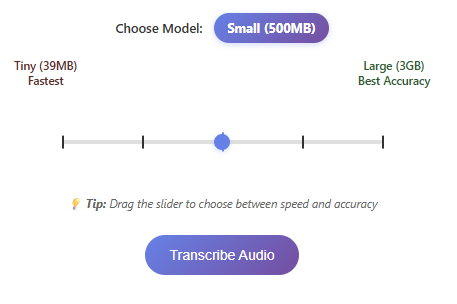 Choose Model: Small (500MB)
Tiny (39MB)
Fastest
Large (3GB)
Best Accuracy
💡 Tip: Drag the slider to choose between speed and accuracy
Transcribe Audio